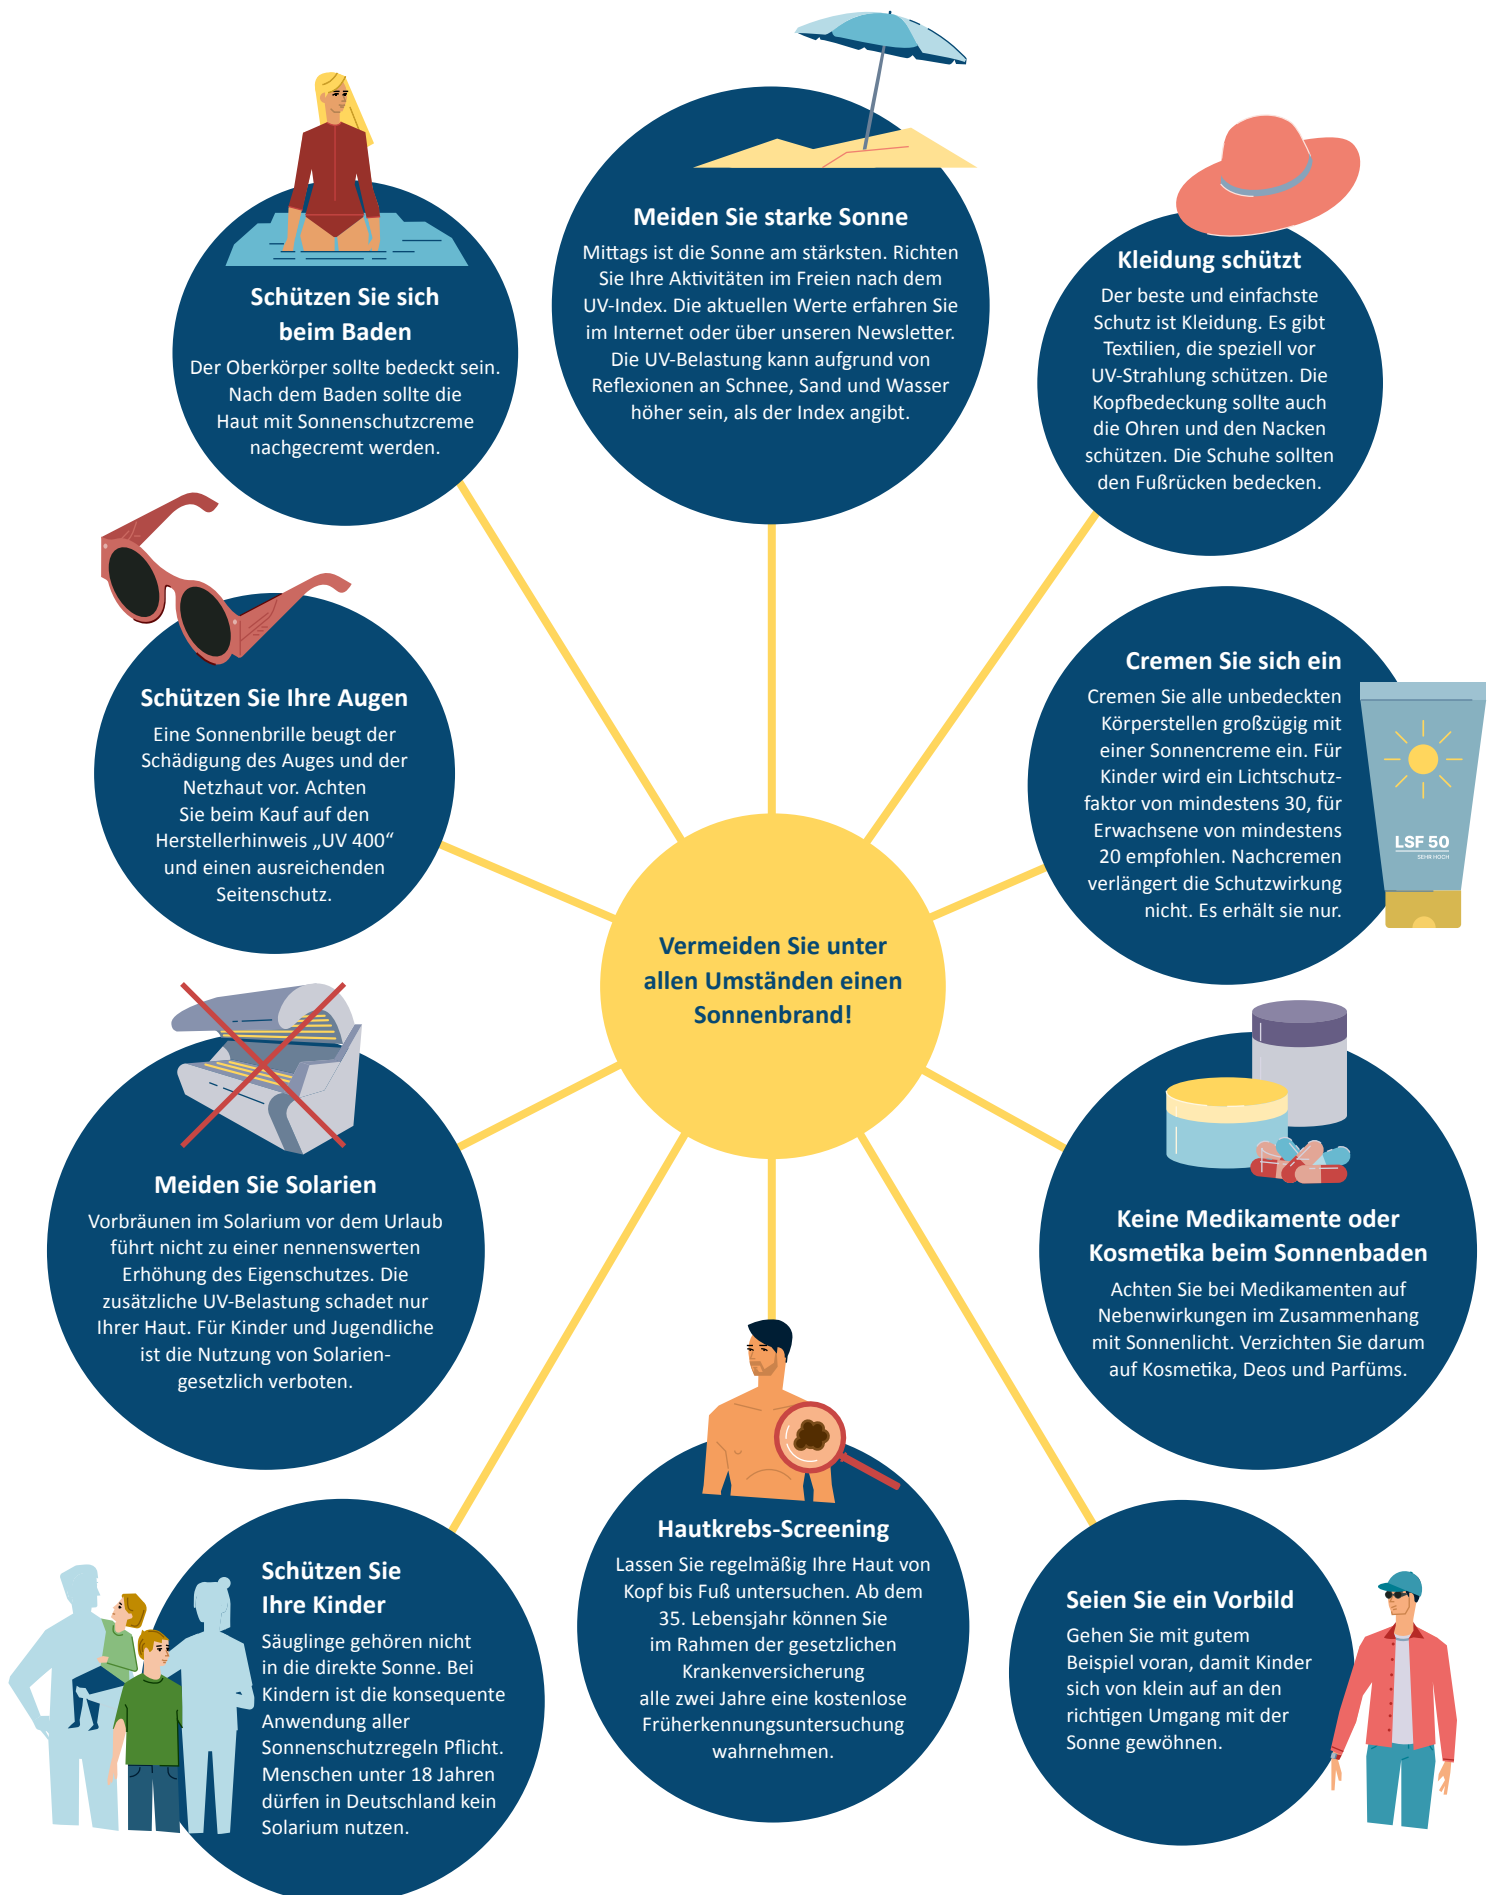 Meiden Sie starke Sonne
Mittags ist die Sonne am stärksten. Richten
Sie Ihre Aktivitäten im Freien nach dem
UV-Index. Die aktuellen Werte erfahren Sie
im Internet oder über unseren Newsletter.
Die UV-Belastung kann aufgrund von
Reflexionen an Schnee, Sand und Wasser
höher sein, als der Index angibt.
Kleidung schützt
Der beste und einfachste
Schutz ist Kleidung. Es gibt
Textilien, die speziell vor
UV-Strahlung schützen. Die
Kopfbedeckung sollte auch
die Ohren und den Nacken
schützen. Die Schuhe sollten
den Fußrücken bedecken.
Cremen Sie sich ein
Cremen Sie alle unbedeckten
Körperstellen großzügig mit
einer Sonnencreme ein. Für
Kinder wird ein Lichtschutz-
faktor von mindestens 30, für
Erwachsene von mindestens
20 empfohlen. Nachcremen
verlängert die Schutzwirkung
nicht. Es erhält sie nur.
LSF 50
SEHR HOCH
Keine Medikamente oder
Kosmetika beim Sonnenbaden
Achten Sie bei Medikamenten auf
Nebenwirkungen im Zusammenhang
mit Sonnenlicht. Verzichten Sie darum
auf Kosmetika, Deos und Parfüms.
Seien Sie ein Vorbild
Gehen Sie mit gutem
Beispiel voran, damit Kinder
sich von klein auf an den
richtigen Umgang mit der
Sonne gewöhnen.
Hautkrebs-Screening
Lassen Sie regelmäßig Ihre Haut von
Kopf bis Fuß untersuchen. Ab dem
35. Lebensjahr können Sie
im Rahmen der gesetzlichen
Krankenversicherung
alle zwei Jahre eine kostenlose
Früherkennungsuntersuchung
wahrnehmen.
Schützen Sie
Ihre Kinder
Säuglinge gehören nicht
in die direkte Sonne. Bei
Kindern ist die konsequente
Anwendung aller
Sonnenschutzregeln Pflicht.
Menschen unter 18 Jahren
dürfen in Deutschland kein
Solarium nutzen.
Meiden Sie Solarien
Vorbräunen im Solarium vor dem Urlaub
führt nicht zu einer nennenswerten
Erhöhung des Eigenschutzes. Die
zusätzliche UV-Belastung schadet nur
Ihrer Haut. Für Kinder und Jugendliche
ist die Nutzung von Solarien-
gesetzlich verboten.
Schützen Sie Ihre Augen
Eine Sonnenbrille beugt der
Schädigung des Auges und der
Netzhaut vor. Achten
Sie beim Kauf auf den
Herstellerhinweis „UV 400“
und einen ausreichenden
Seitenschutz.
Schützen Sie sich
beim Baden
Der Oberkörper sollte bedeckt sein.
Nach dem Baden sollte die
Haut mit Sonnenschutzcreme
nachgecremt werden.
Vermeiden Sie unter
allen Umständen einen
Sonnenbrand!